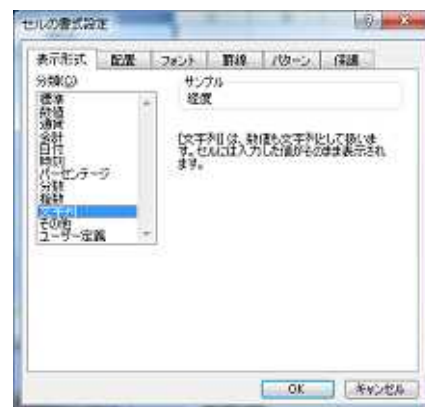 セルの書式設定
表示形式 配置 フォント 罫線 パターン 保護
分類(C)
サンプル
標準
経度
数値
通貨
会計
日付
時刻
パーセンテージ
分数
指数
文字列
その他
ユーザー定義
[文字列] は、数値も文字列として扱いま
す。セルには入力した値がそのまま表示され
ます。
OK キャンセル